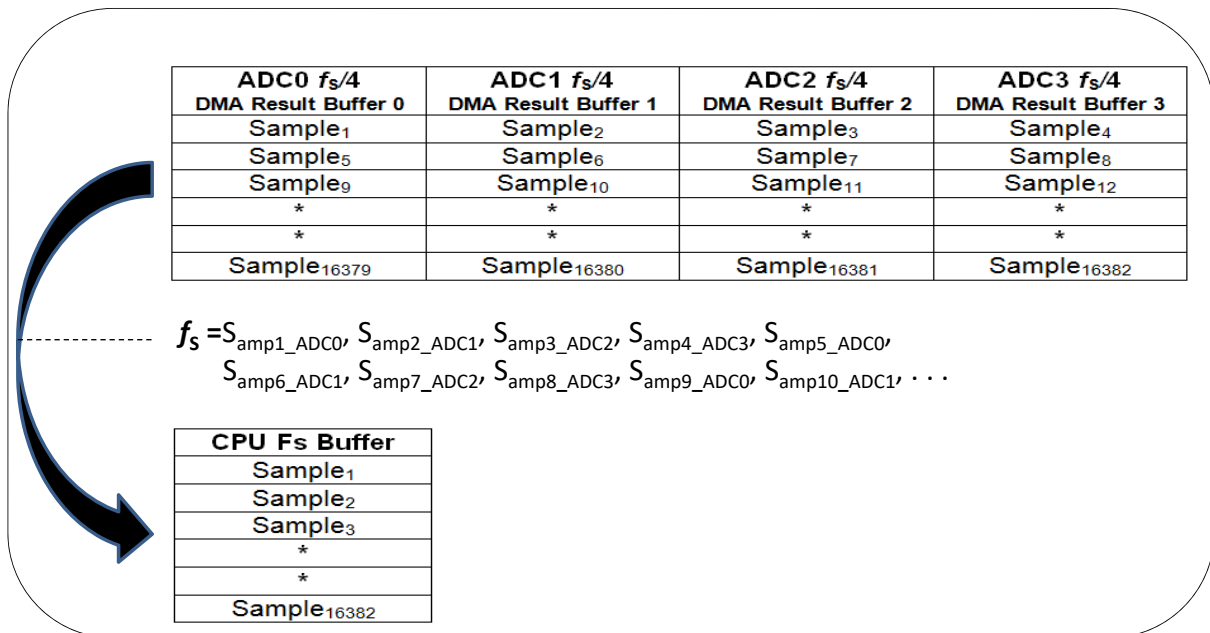 ADC0 fs/4 ADC1 fs/4 ADC2 fs/4 ADC3 fs/4
DMA Result Buffer 0 DMA Result Buffer 1 DMA Result Buffer 2 DMA Result Buffer 3
Sample1 Sample2 Sample3 Sample4
Sample5 Sample6 Sample7 Sample8
Sample9 Sample10 Sample11 Sample12
* * * *
* * * *
Sample16379 Sample16380 Sample16381 Sample16382
fs =Samp1_ADC0, Samp2_ADC1, Samp3_ADC2, Samp4_ADC3, Samp5_ADC0,
Samp6_ADC1, Samp7_ADC2, Samp8_ADC3, Samp9_ADC0, Samp10_ADC1, . . .
CPU Fs Buffer
Sample1
Sample2
Sample3
*
*
Sample16382